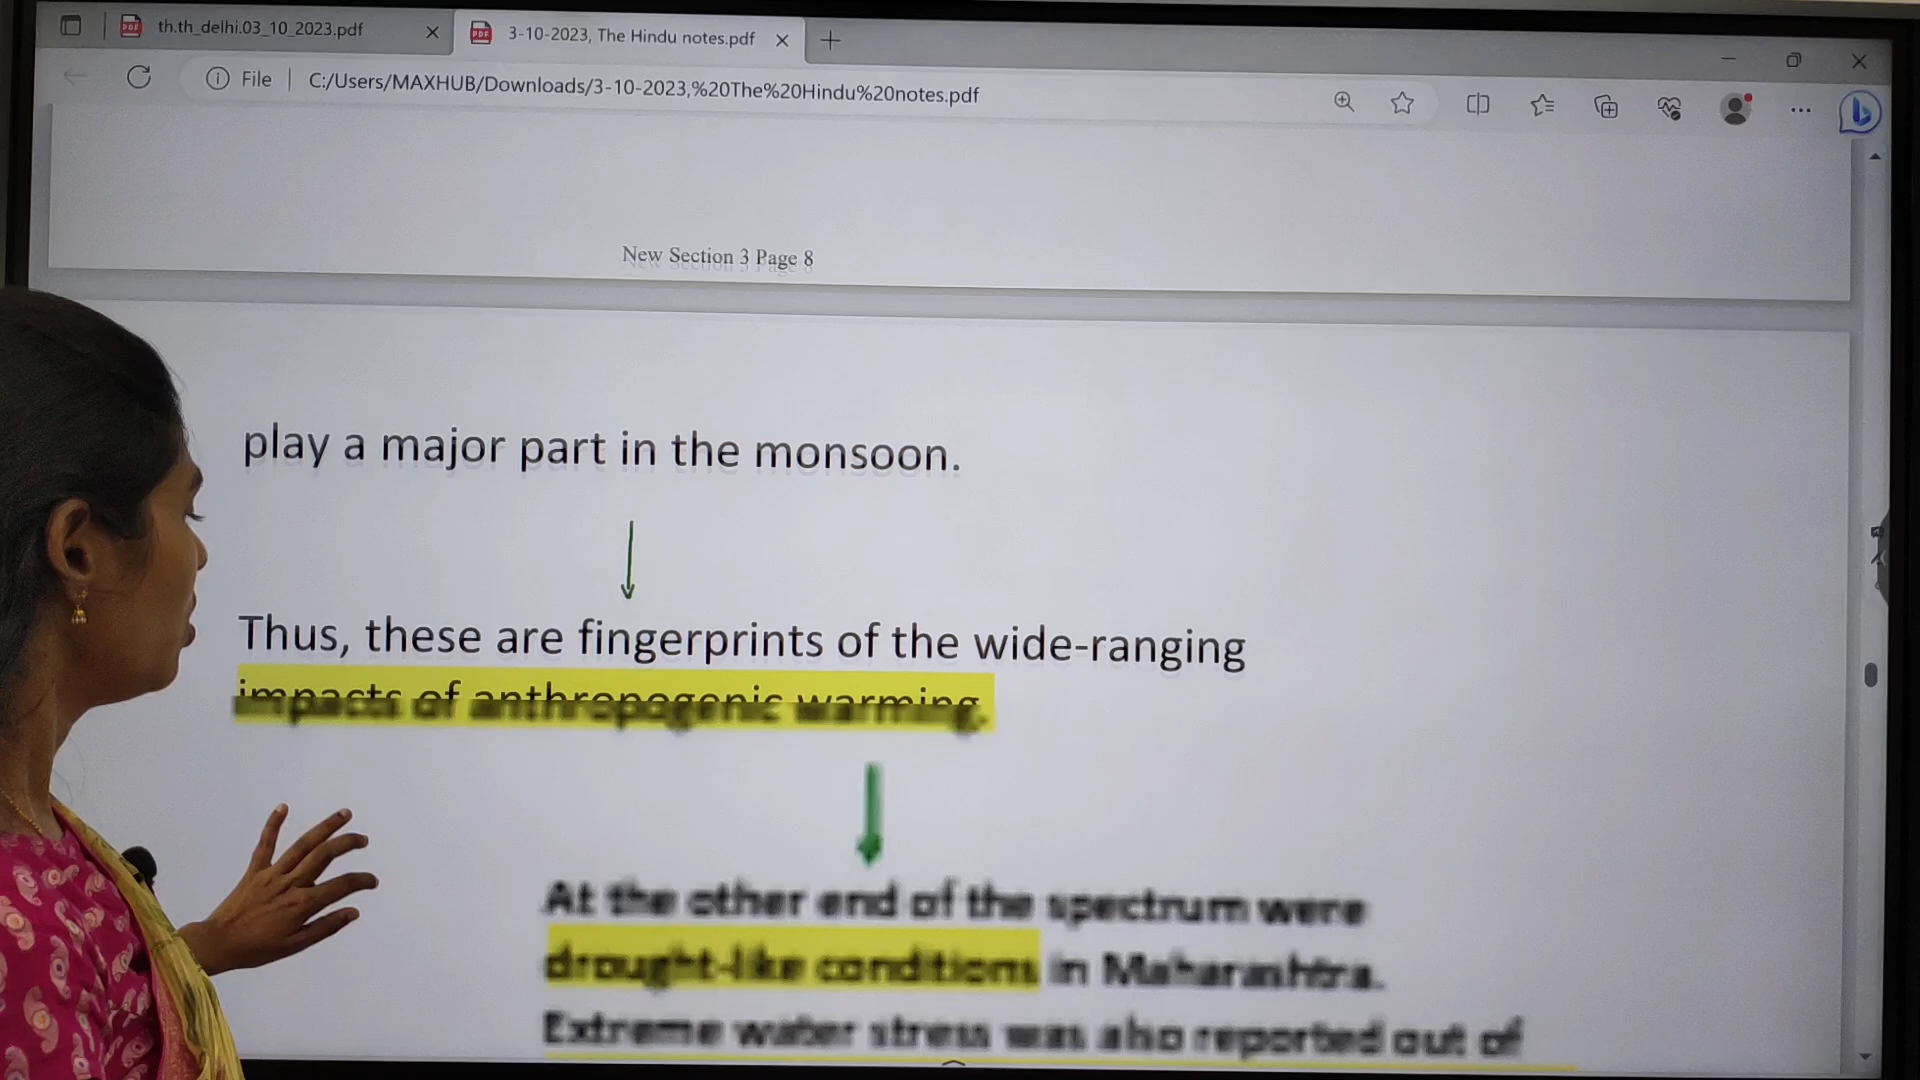 th.th_delhi.03_10_2023.pdf
3-10-2023, The Hindu notes.pdf
File
C:/Users/MAXHUB/Downloads/3-10-2023,%20The%20Hindu%20notes.pdf
New Section 3 Page 8
play a major part in the monsoon.
Thus, these are fingerprints of the wide-ranging
impacts of anthropogenic warming.
At the other end of the spectrum were
drought-like conditions in Maharashtra.
Extreme water stress was also reported out of